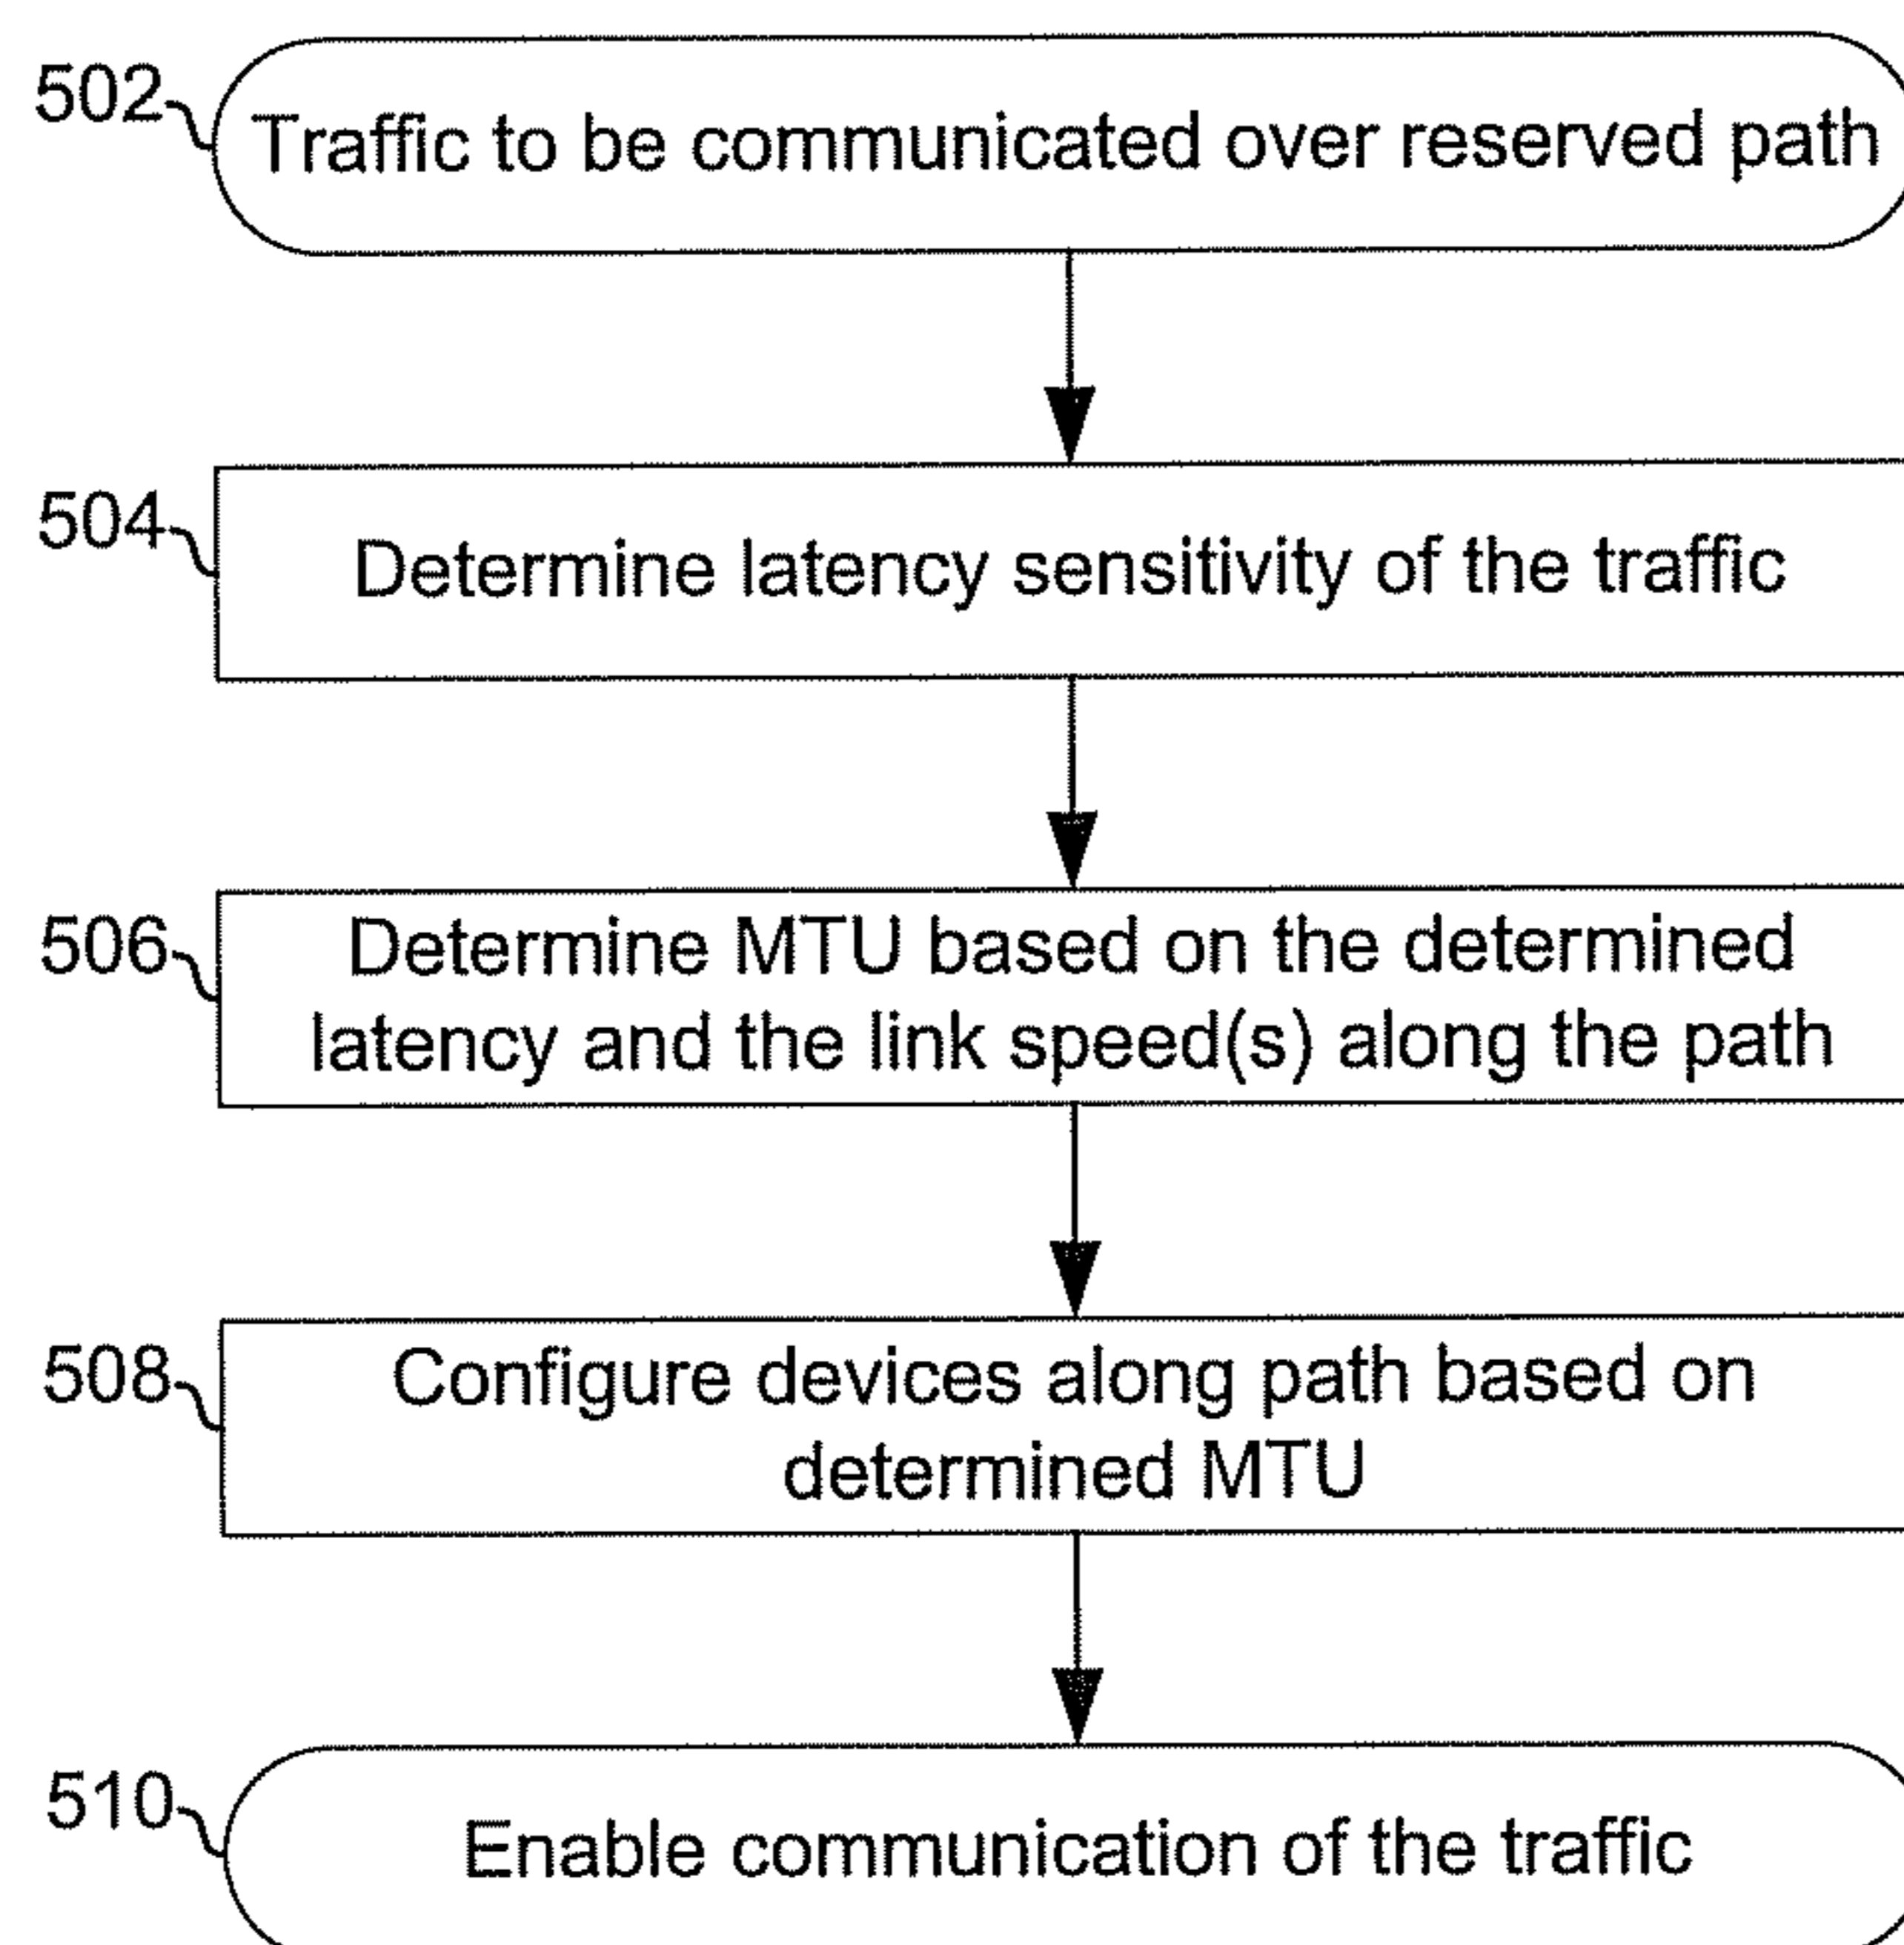 502
Traffic to be communicated over reserved path
504
Determine latency sensitivity of the traffic
506
Determine MTU based on the determined
latency and the link speed(s) along the path
508
Configure devices along path based on
determined MTU
510
Enable communication of the traffic